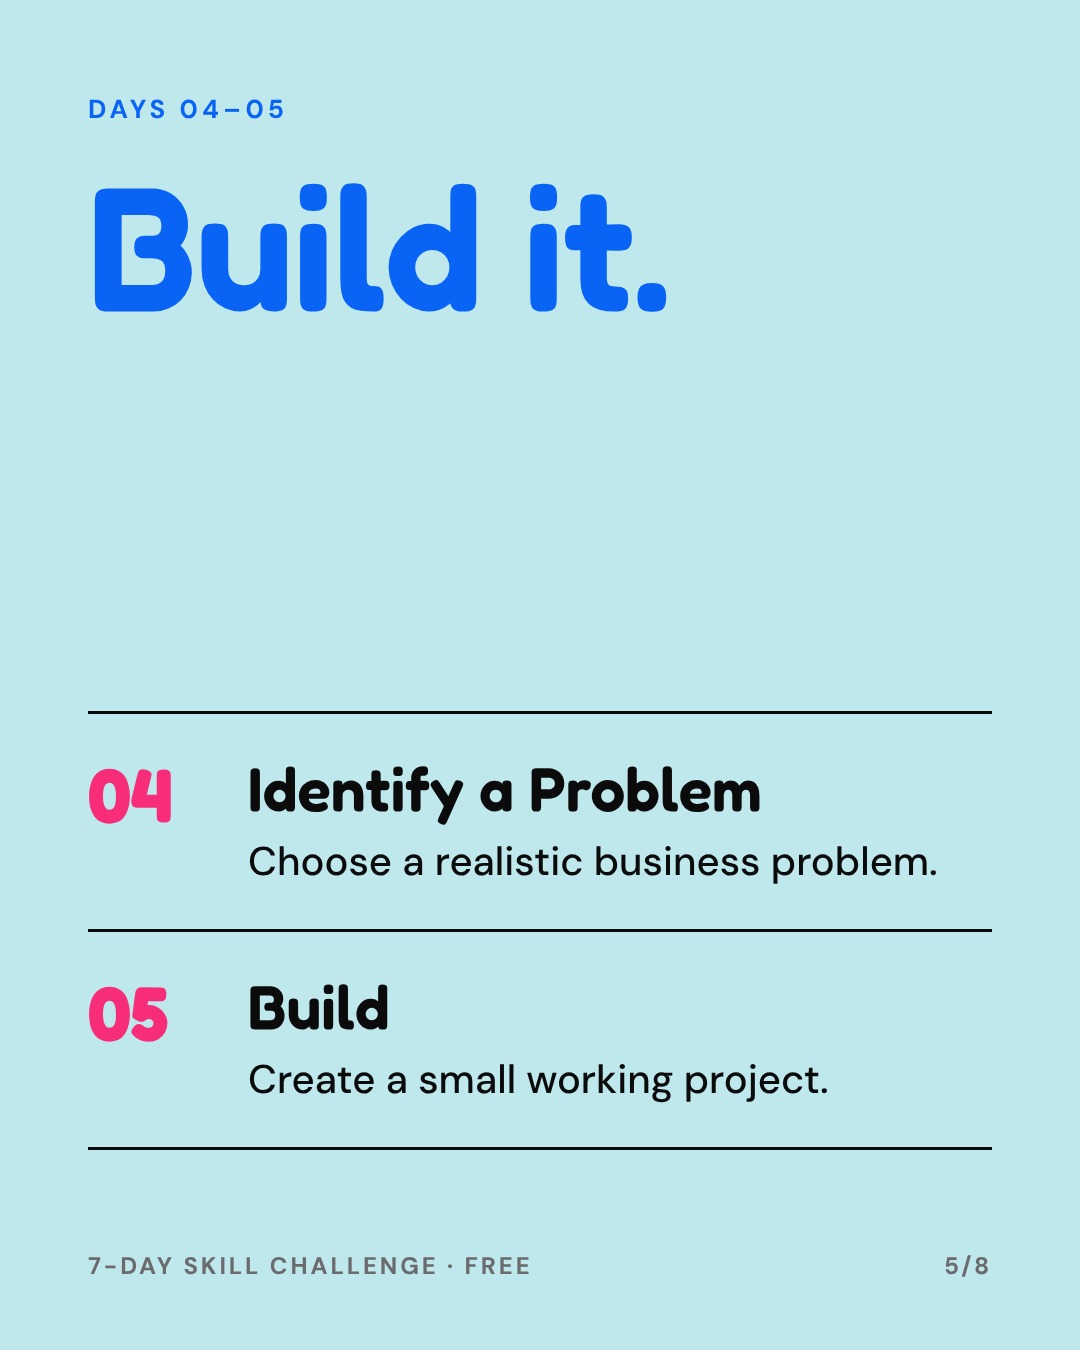 DAYS 04–05
Build it.
04 Identify a Problem
Choose a realistic business problem.
05 Build
Create a small working project.
7-DAY SKILL CHALLENGE · FREE 5/8